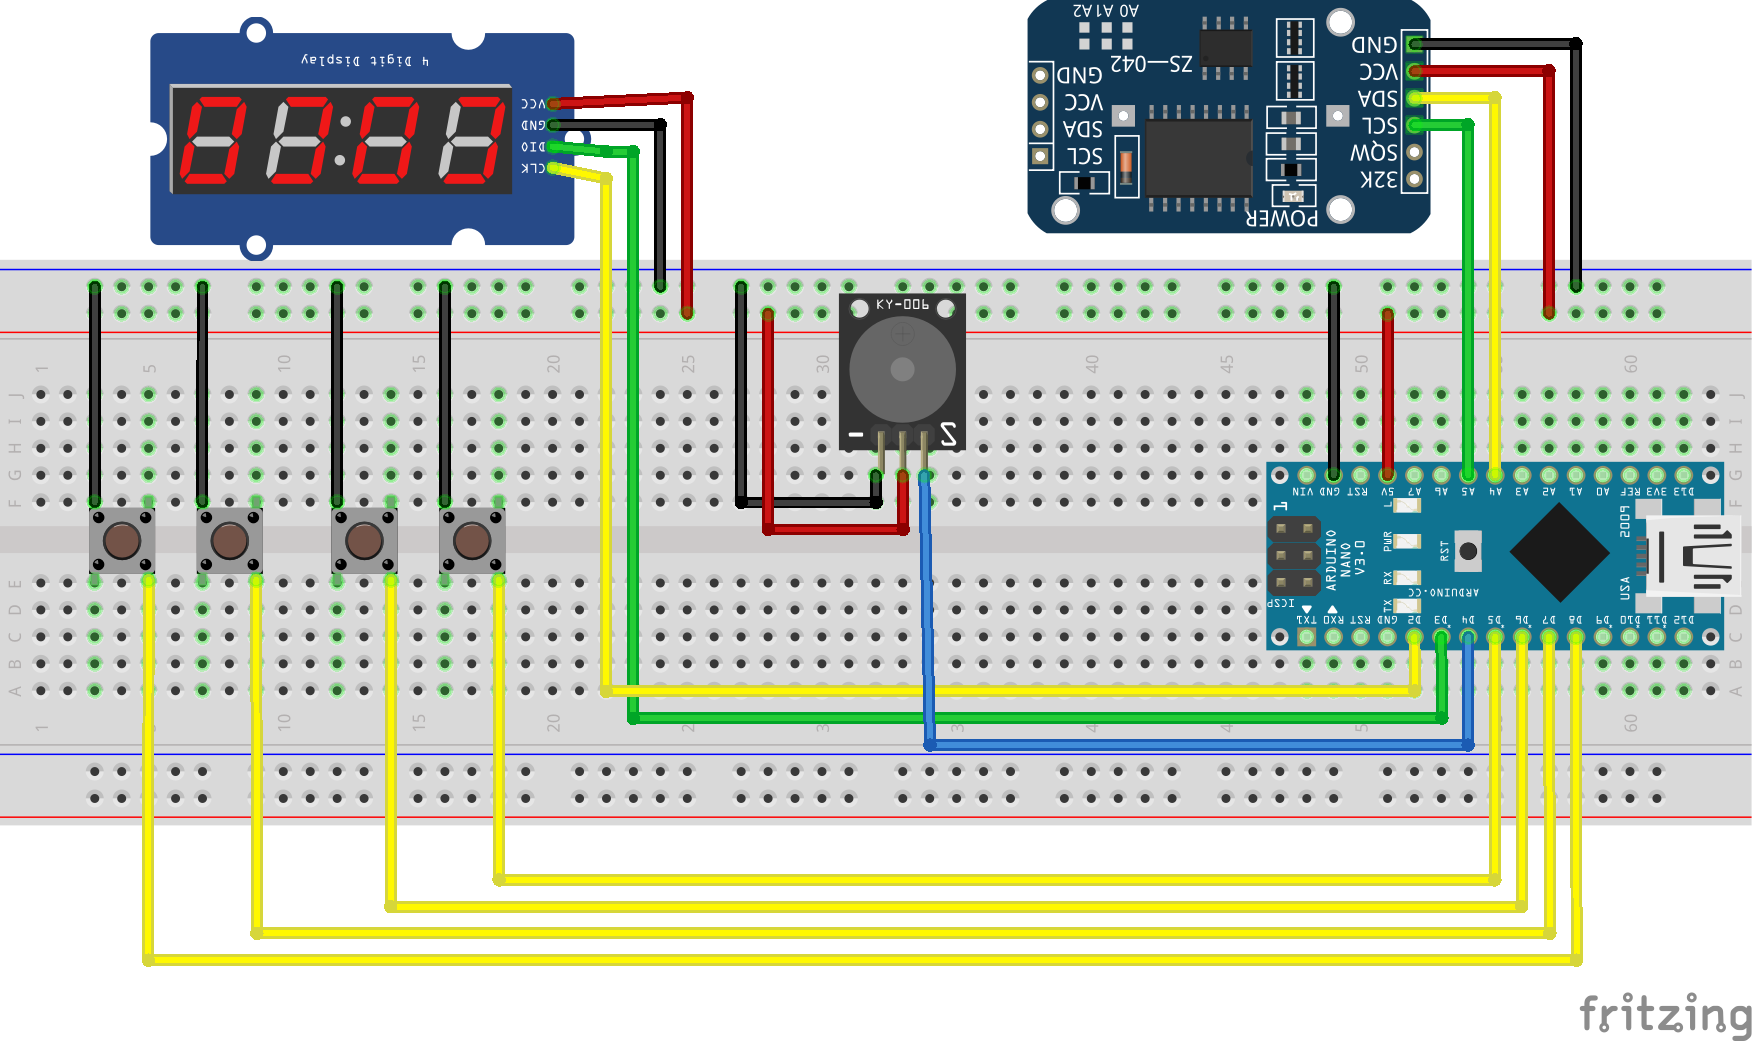 4 Digit Display
VCC
GND
DIO
CLK
A0 A1 A2
ZS-042
GND
VCC
SDA
SCL
GND
VCC
SDA
SCL
SQW
32K
POWER
KY-006
-
S
1
5
10
15
20
25
30
40
45
50
60
J
I
H
G
F
E
D
C
B
A
J
I
H
G
F
D
C
B
A
VIN GND RST 5V A7 A6 A5 A4 A3 A2 A1 A0 REF 3V3 D13
L
PWR
RX
TX
RST
ARDUINO
NANO
V3.0
ICSP
ARDUINO.CC
2009
USA
TX1 RX0 RST GND D2 D3 D4 D5 D6 D7 D8 D9 D10 D11 D12
1
10
15
20
60
fritzing